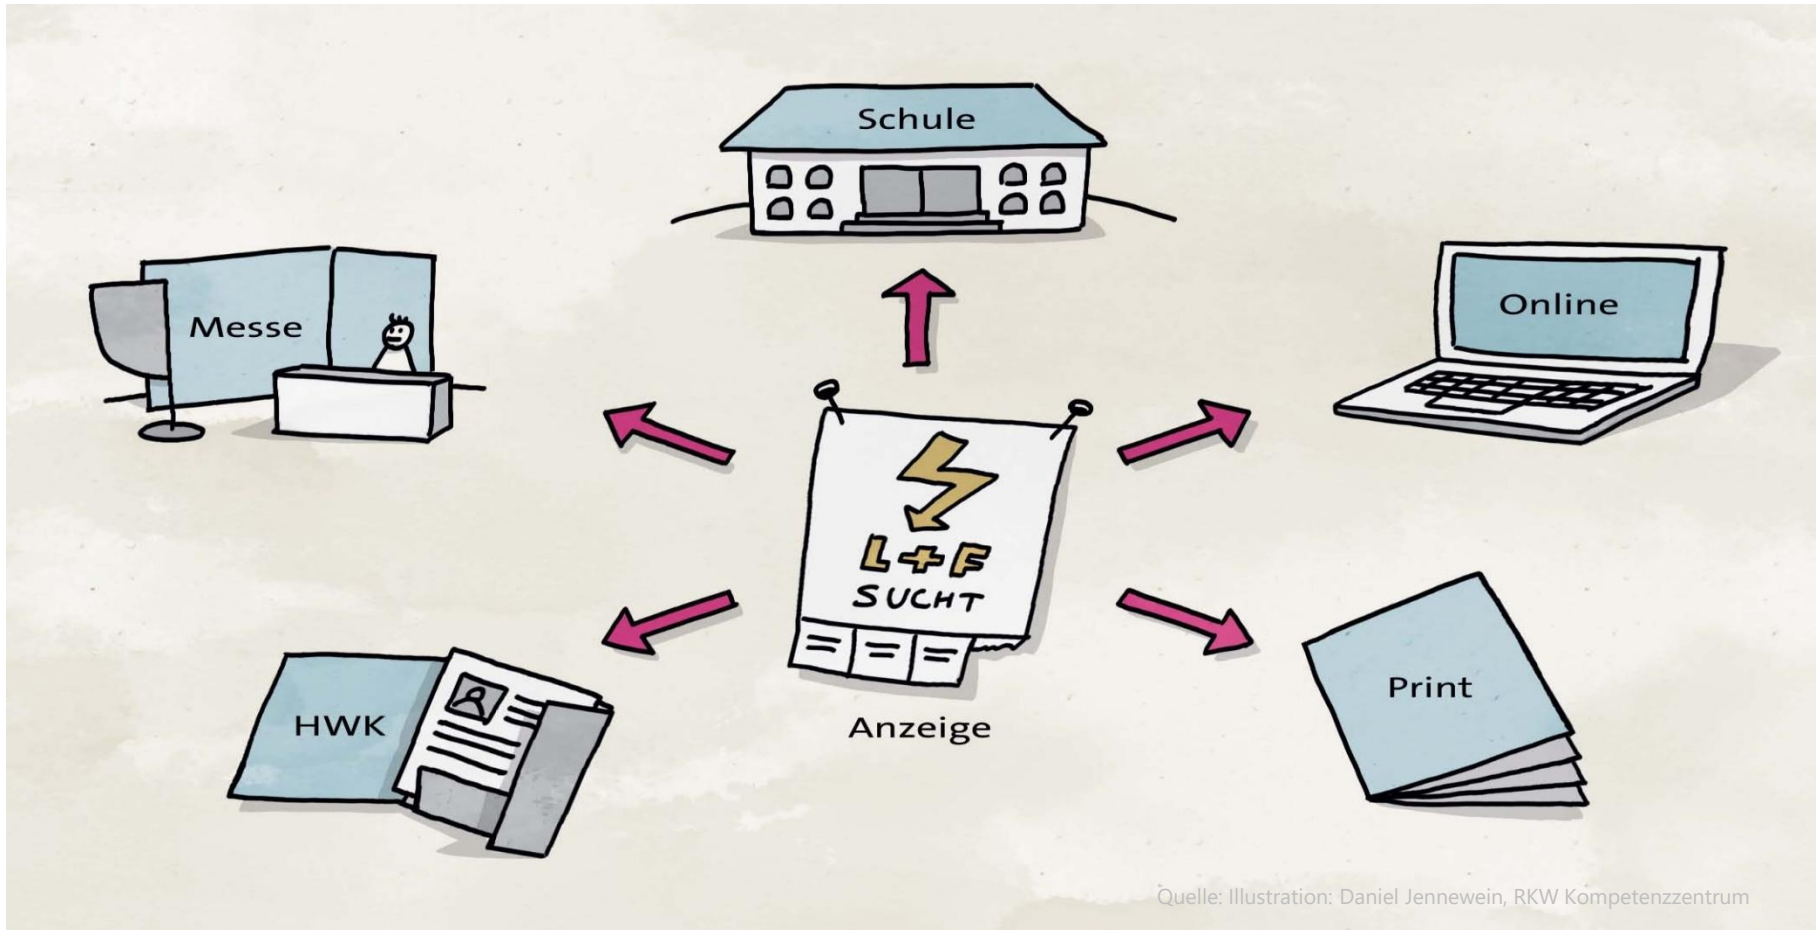 Schule
Messe
Online
L+F
SUCHT
HWK
Anzeige
Print
Quelle: Illustration: Daniel Jennewein, RKW Kompetenzzentrum